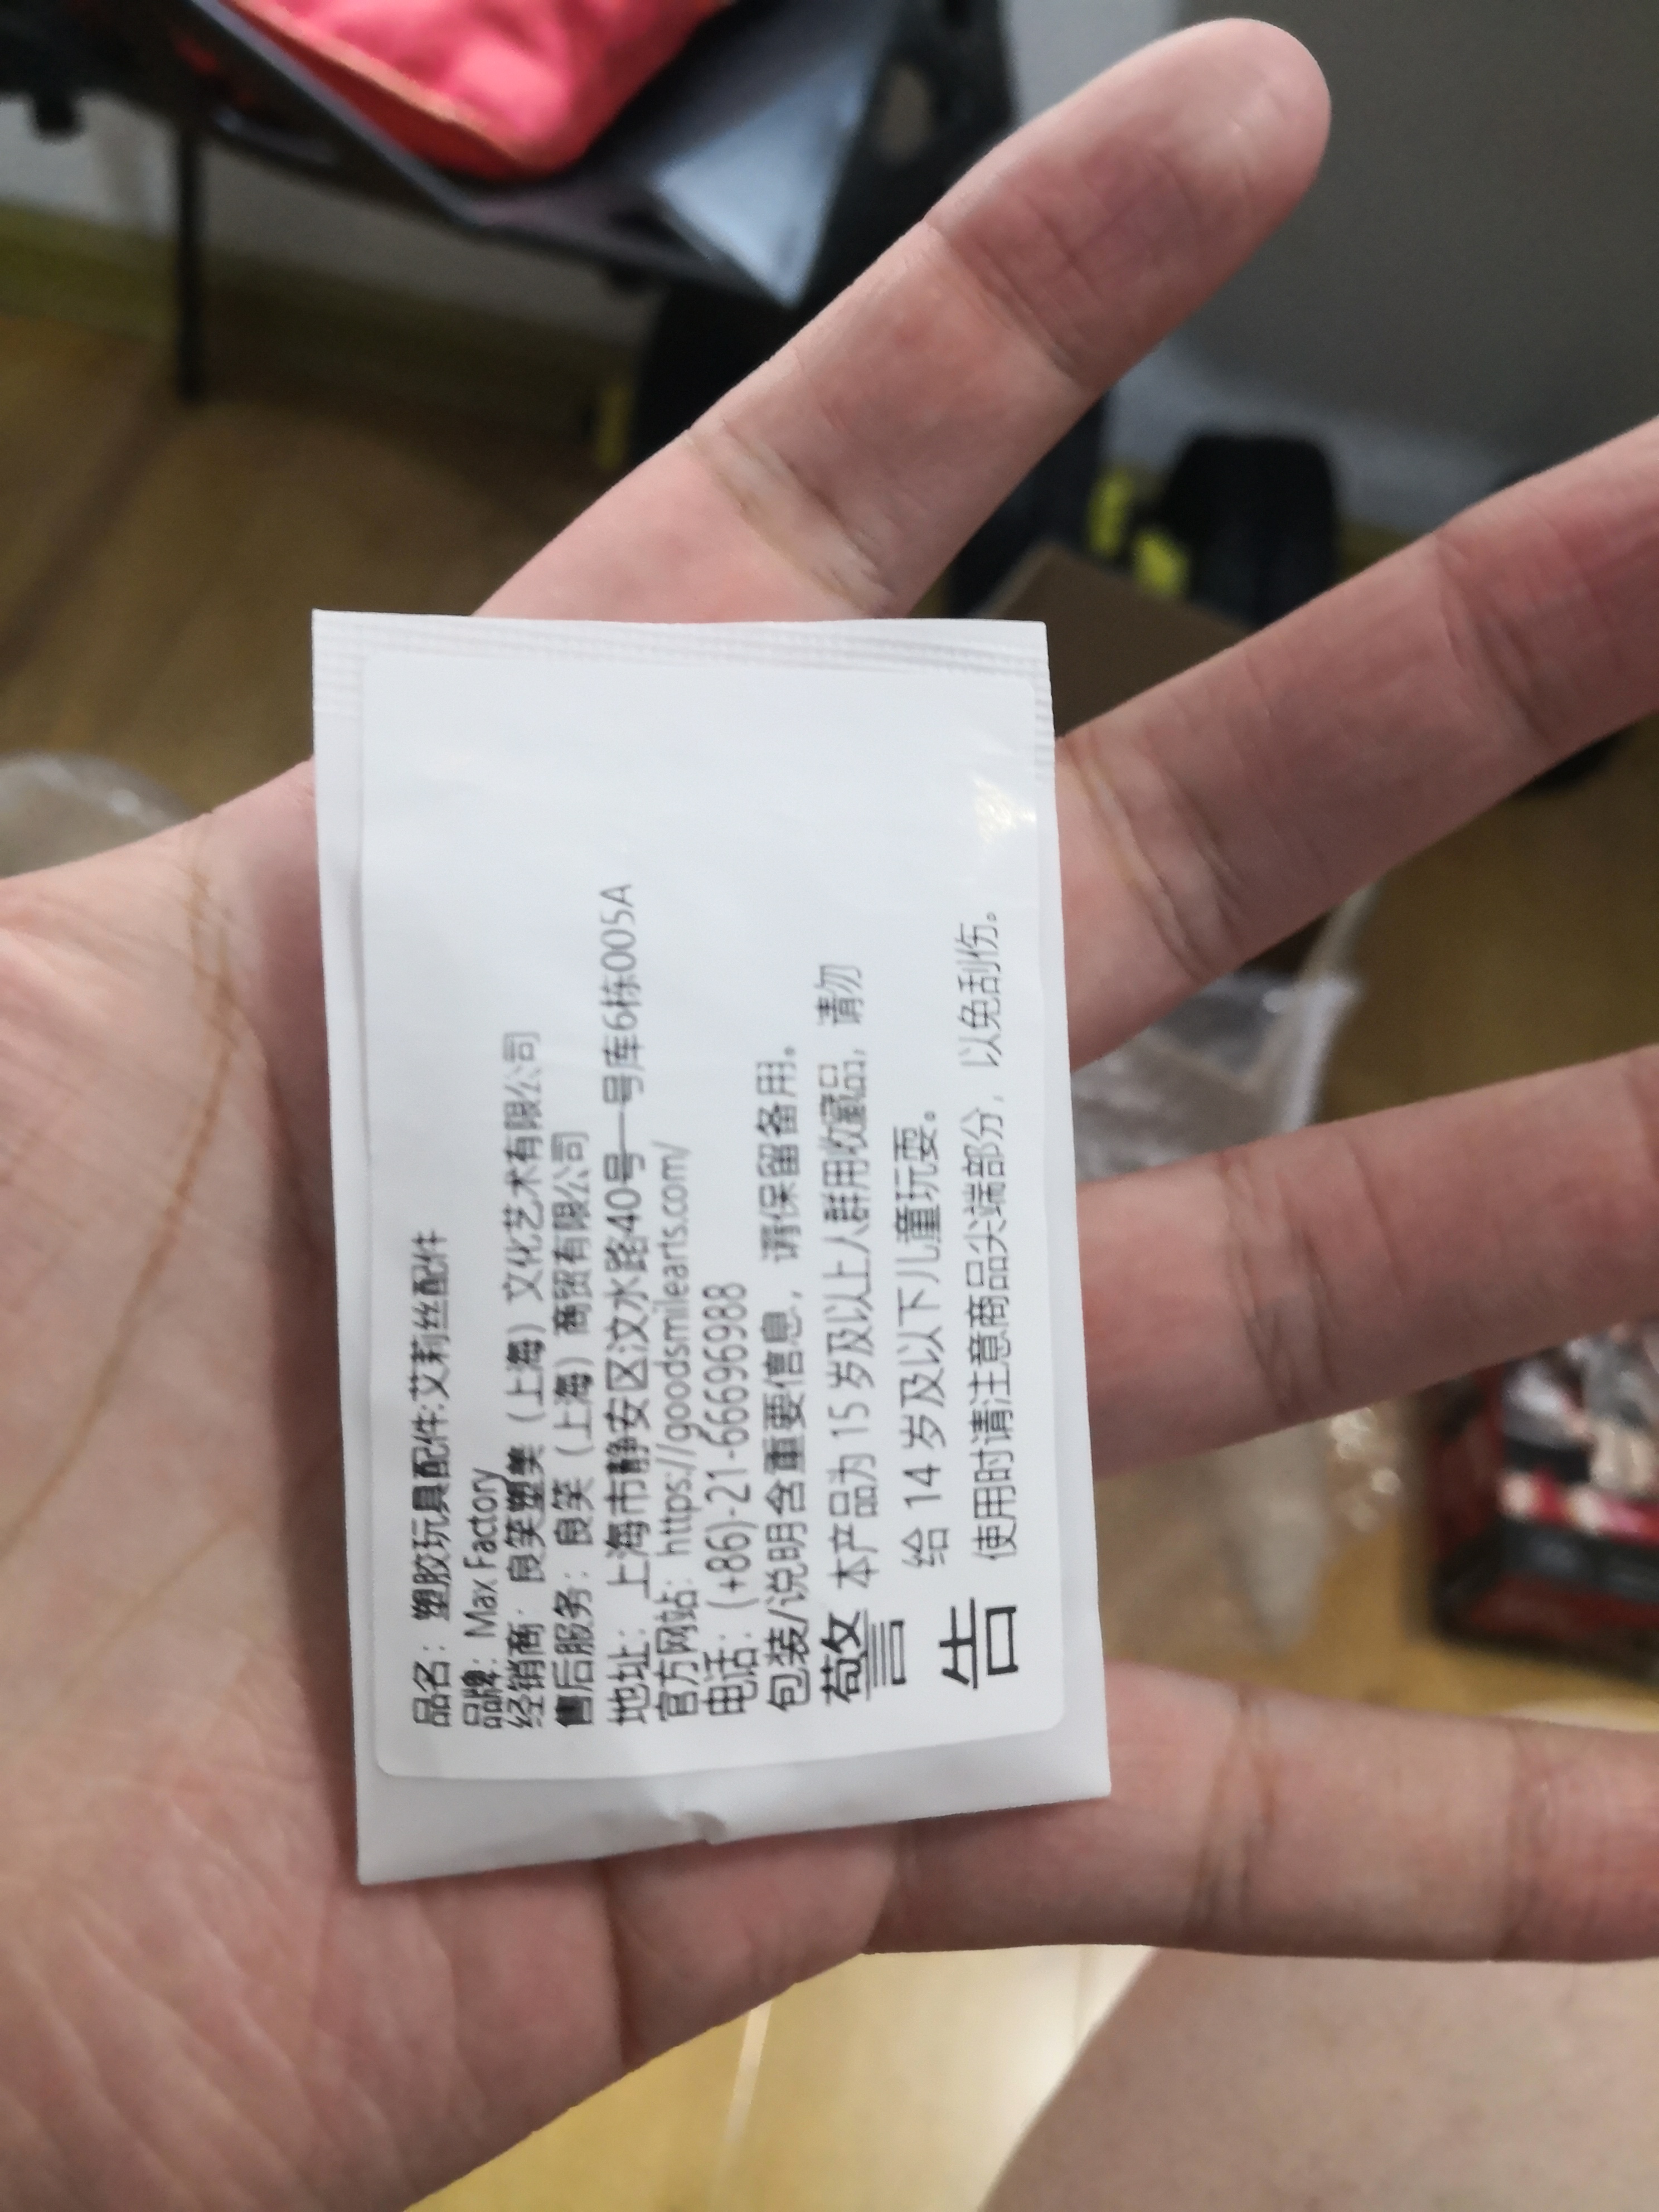 品名：塑胶玩具配件:艾莉丝配件
品牌：Max Factory
经销商：良笑塑美（上海）文化艺术有限公司
售后服务：良笑（上海）商贸有限公司
地址：上海市静安区汶水路40号一号库6栋005A
官方网站：https://goodsmilearts.com/
电话：(+86)-21-66696988
包装/说明含重要信息，请保留备用。
警告
本产品为 15 岁及以上人群用收藏品，请勿
给 14 岁及以下儿童玩耍。
使用时请注意商品尖端部分，以免刮伤。